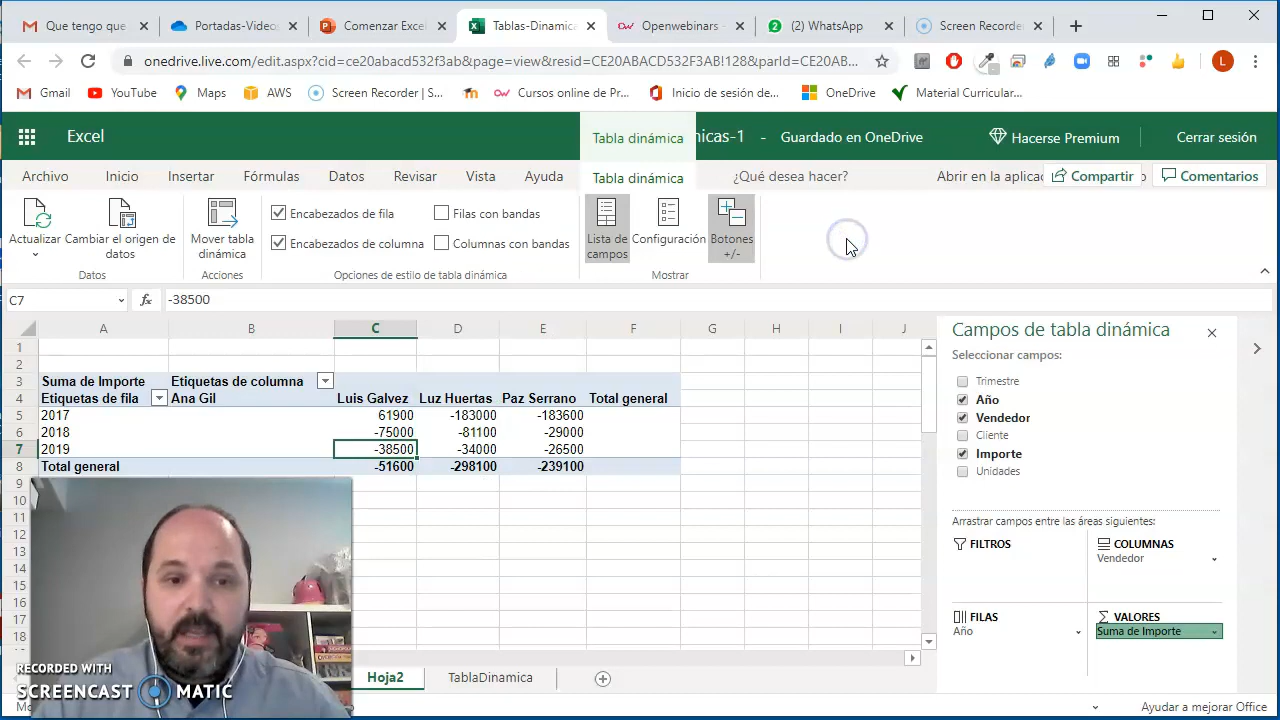 Que tengo que
Portadas-Video
Comenzar Excel
Tablas-Dinamica
Openwebinars
(2) WhatsApp
Screen Recorde
onedrive.live.com/edit.aspx?cid=ce20abacd532f3ab&page=view&resid=CE20ABACD532F3AB!128&parId=CE20AB...
L
Gmail
YouTube
Maps
AWS
Screen Recorder | S...
Cursos online de Pr...
Inicio de sesión de...
OneDrive
Material Curricular...
Excel
Tabla dinámica
nicas-1 - Guardado en OneDrive
Hacerse Premium
Cerrar sesión
Archivo
Inicio
Insertar
Fórmulas
Datos
Revisar
Vista
Ayuda
Tabla dinámica
¿Qué desea hacer?
Abrir en la aplicac
o
Compartir
Comentarios
Actualizar
Cambiar el origen de
datos
Datos
Mover tabla
dinámica
Acciones
Encabezados de fila
Filas con bandas
Encabezados de columna
Columnas con bandas
Opciones de estilo de tabla dinámica
Lista de
campos
Configuración
Botones
+/-
Mostrar
C7
fx
-38500
A B C D E F G H I J
1
2
3 Suma de Importe Etiquetas de columna
4 Etiquetas de fila Ana Gil Luis Galvez Luz Huertas Paz Serrano Total general
5 2017 61900 -183000 -183600
6 2018 -75000 -81100 -29000
7 2019 -38500 -34000 -26500
8 Total general -51600 -298100 -239100
9
10
11
12
13
14
15
16
17
18
Campos de tabla dinámica
Seleccionar campos:
Trimestre
Año
Vendedor
Cliente
Importe
Unidades
Arrastrar campos entre las áreas siguientes:
FILTROS
COLUMNAS
Vendedor
FILAS
Año
VALORES
Suma de Importe
RECORDED WITH
SCREENCAST MATIC
Hoja2
TablaDinamica
Ayudar a mejorar Office